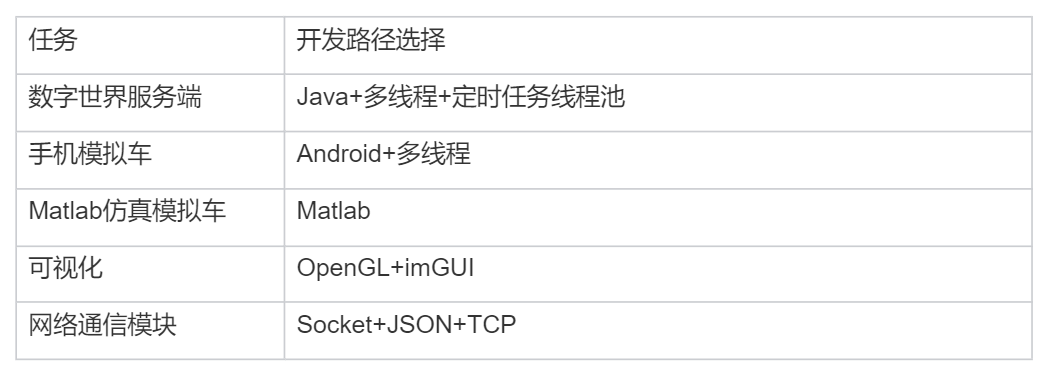 任务 开发路径选择
数字世界服务端 Java+多线程+定时任务线程池
手机模拟车 Android+多线程
Matlab仿真模拟车 Matlab
可视化 OpenGL+imGUI
网络通信模块 Socket+JSON+TCP